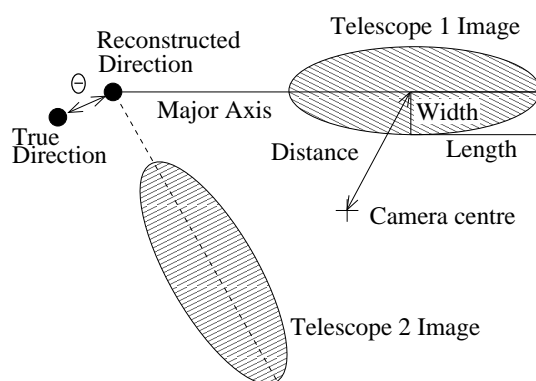 Telescope 1 Image
Reconstructed
Direction
Θ
Major Axis
Width
True
Direction
Distance
Length
Camera centre
Telescope 2 Image